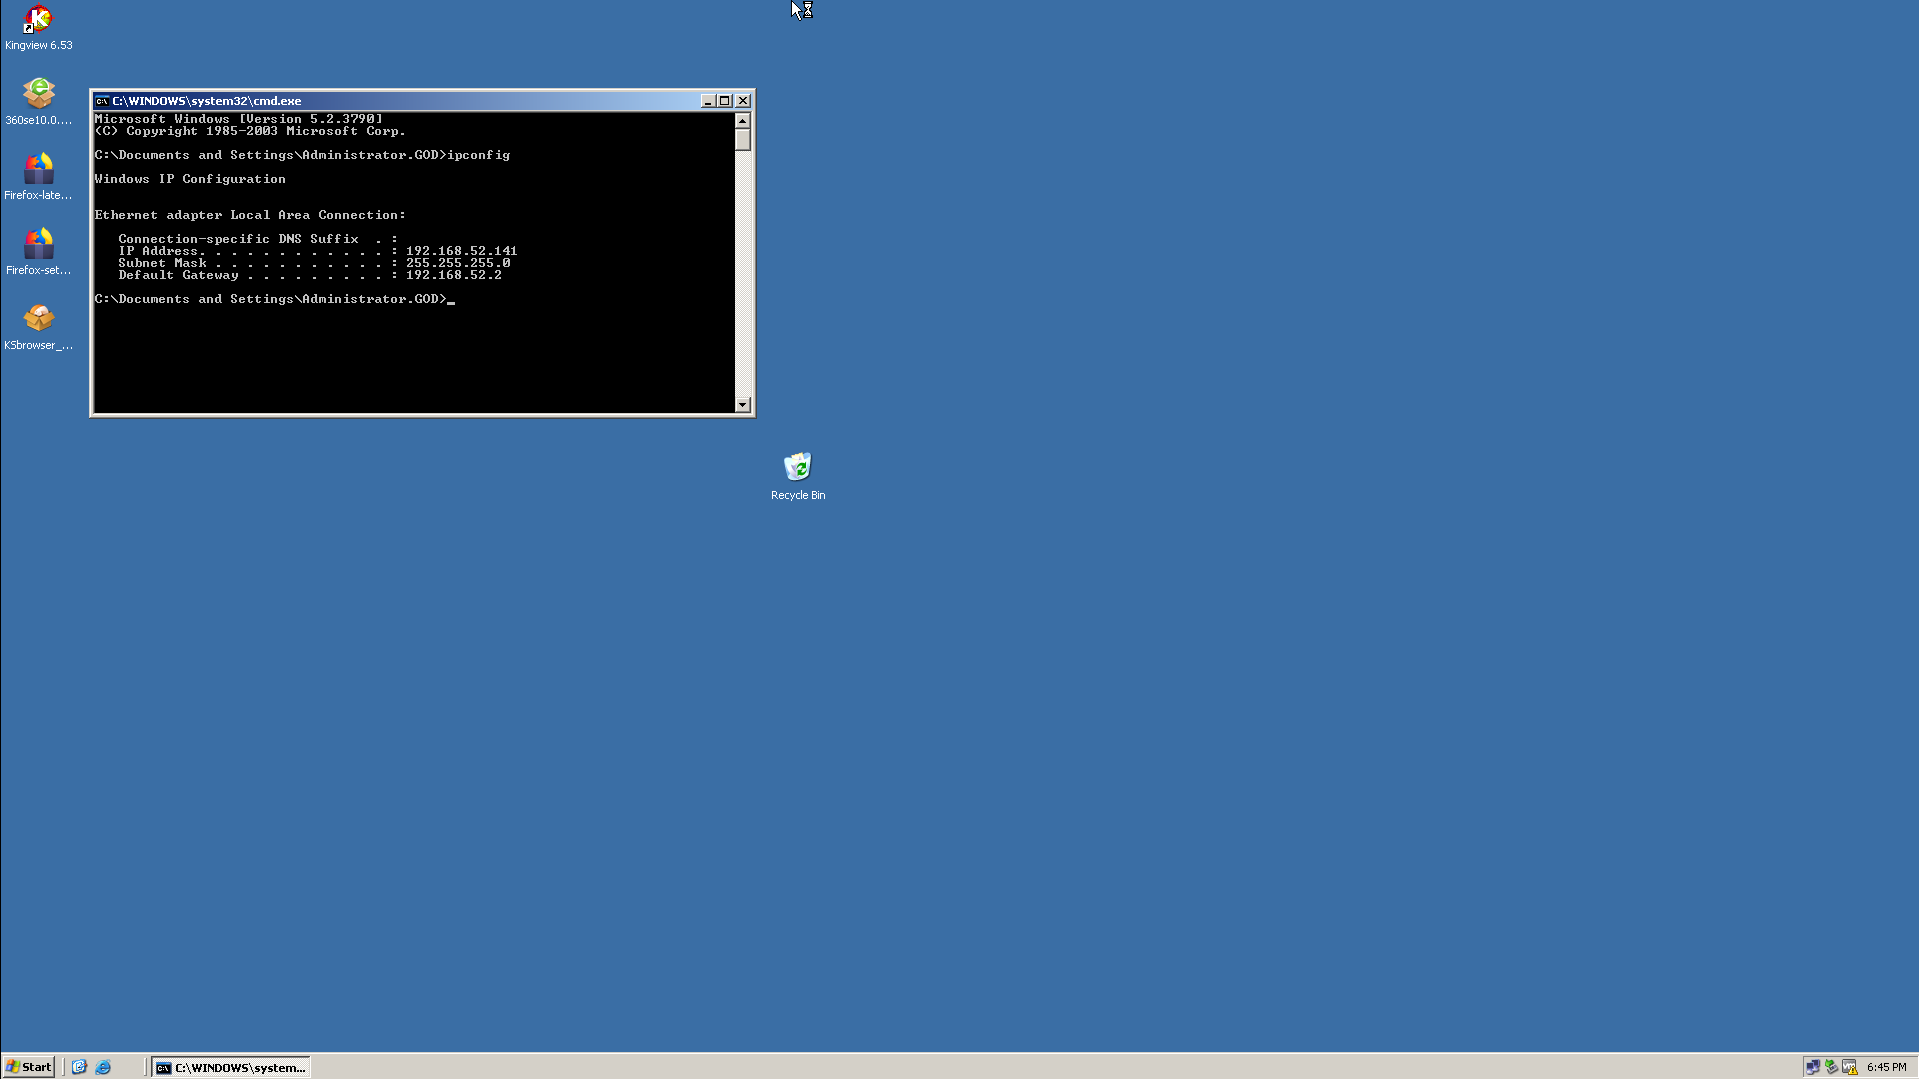 Kingview 6.53
360se10.0....
Firefox-late...
Firefox-set...
KSbrowser_...
C:\WINDOWS\system32\cmd.exe
Microsoft Windows [Version 5.2.3790]
(C) Copyright 1985-2003 Microsoft Corp.
C:\Documents and Settings\Administrator.GOD>ipconfig
Windows IP Configuration
Ethernet adapter Local Area Connection:
Connection-specific DNS Suffix  . :
IP Address. . . . . . . . . . . . : 192.168.52.141
Subnet Mask . . . . . . . . . . . : 255.255.255.0
Default Gateway . . . . . . . . . : 192.168.52.2
C:\Documents and Settings\Administrator.GOD>_
Recycle Bin
Start
C:\WINDOWS\system...
6:45 PM